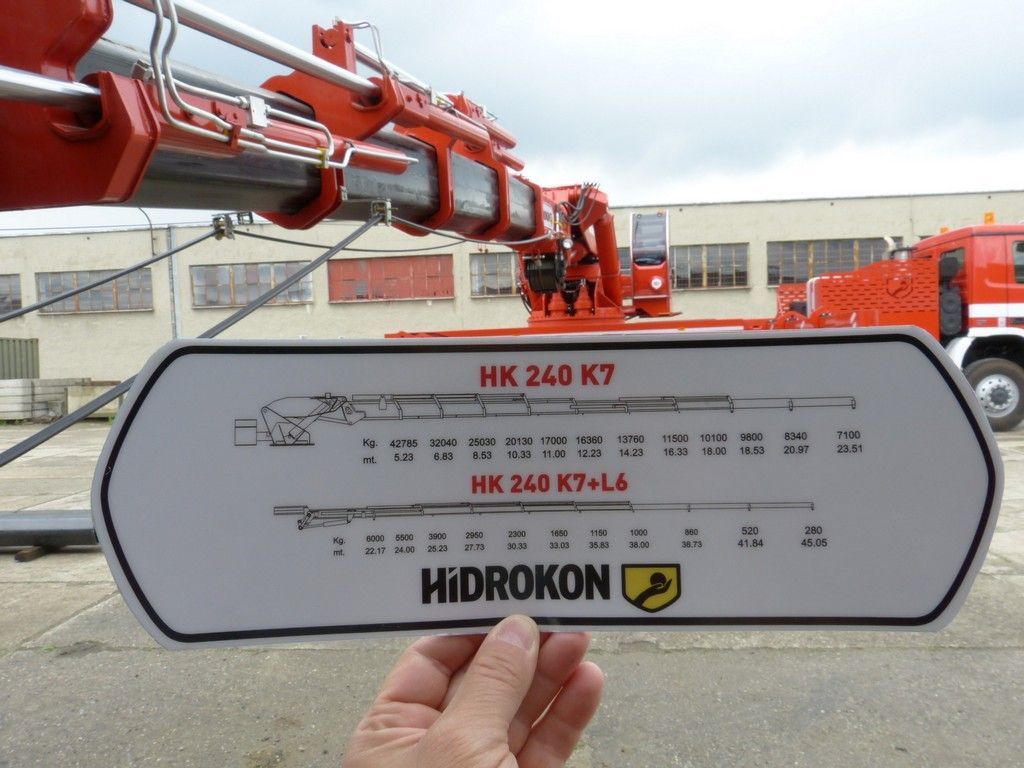 HK 240 K7
Kg. 42785 32040 25030 20130 17000 16360 13760 11500 10100 9800 8340 7100
mt. 5.23 6.83 8.53 10.33 11.00 12.23 14.23 16.33 18.00 18.53 20.97 23.51
HK 240 K7+L6
Kg. 6000 5500 3900 2950 2300 1650 1150 1000 860 520 280
mt. 22.17 24.00 25.23 27.73 30.33 33.03 35.83 38.00 38.73 41.84 45.05
HiDROKON